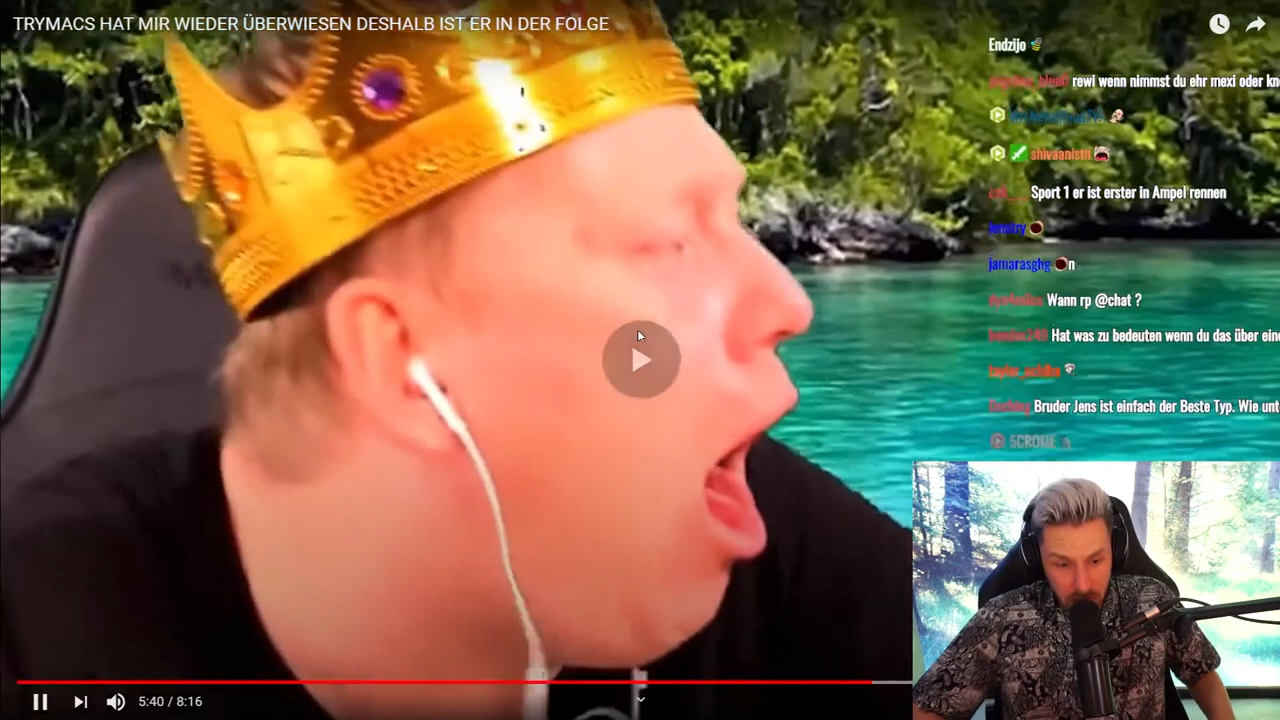 TRYMACS HAT MIR WIEDER ÜBERWIESEN DESHALB IST ER IN DER FOLGE
Endzijo
rewi wenn nimmst du ehr mexi oder kn
shivaanistn
Sport 1 er ist erster in Ampel rennen
jamarasghg n
Wann rp @chat ?
Hat was zu bedeuten wenn du das über ein
Bruder Jens ist einfach der Beste Typ. Wie unt
5CROME
5:40 / 8:16